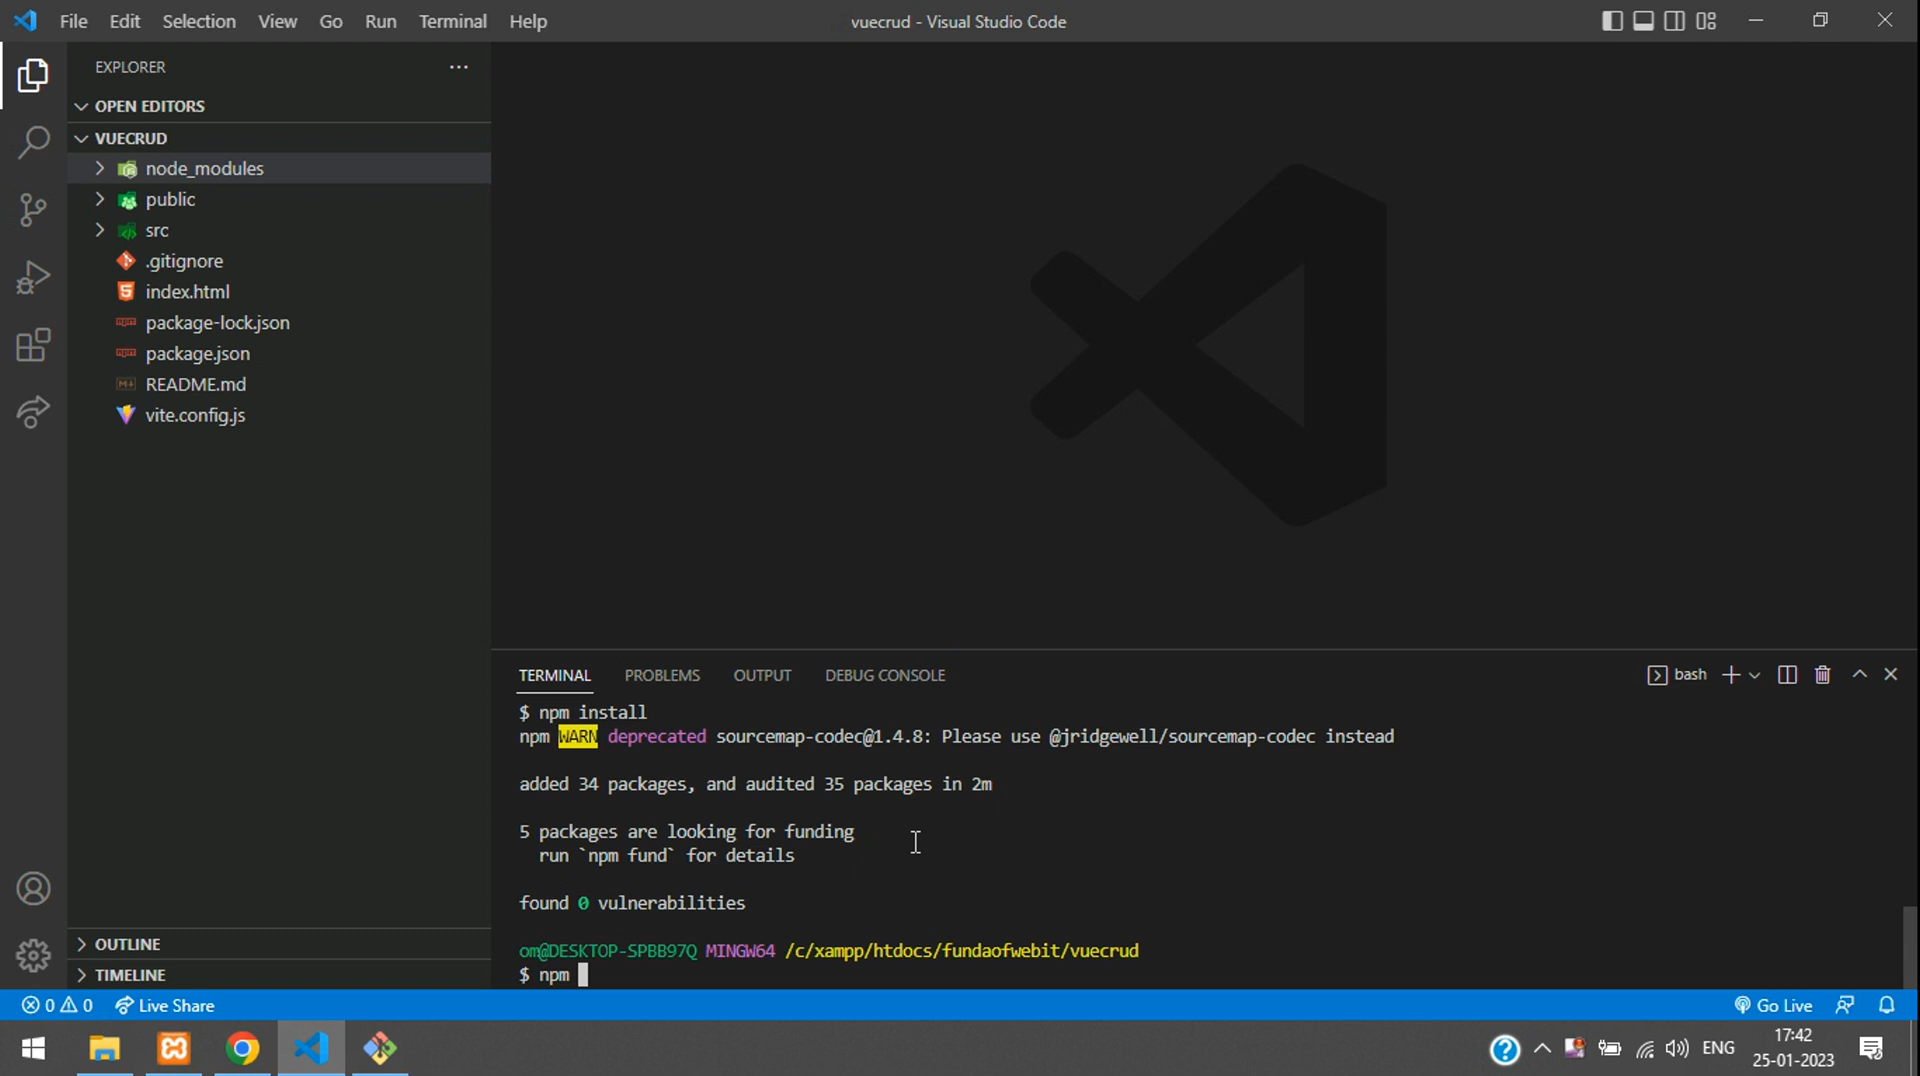 File Edit Selection View Go Run Terminal Help
vuecrud - Visual Studio Code
EXPLORER
OPEN EDITORS
VUECRUD
node_modules
public
src
.gitignore
index.html
package-lock.json
package.json
README.md
vite.config.js
OUTLINE
TIMELINE
TERMINAL PROBLEMS OUTPUT DEBUG CONSOLE
bash
$ npm install
npm WARN deprecated sourcemap-codec@1.4.8: Please use @jridgewell/sourcemap-codec instead
added 34 packages, and audited 35 packages in 2m
5 packages are looking for funding
run `npm fund` for details
found 0 vulnerabilities
om@DESKTOP-SPBB97Q MINGW64 /c/xampp/htdocs/fundaofwebit/vuecrud
$ npm
0 0 Live Share
Go Live
ENG
17:42
25-01-2023